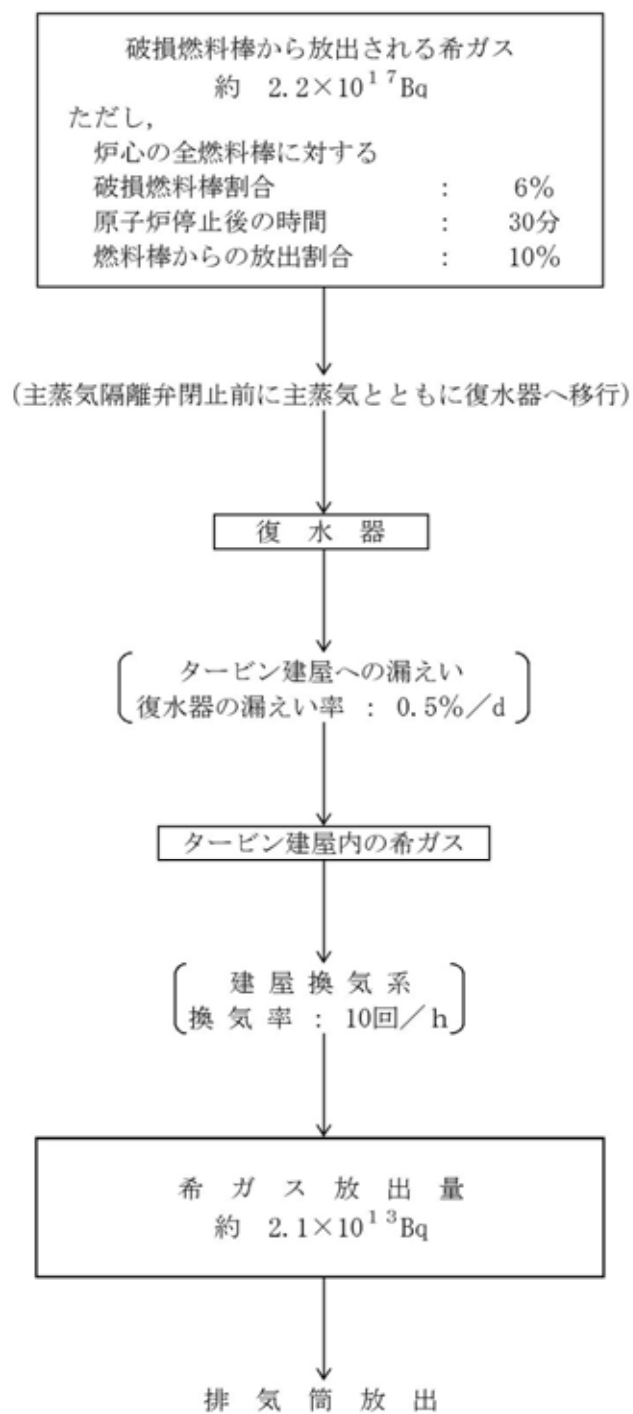 破損燃料棒から放出される希ガス
約 2.2×10¹⁷Bq
ただし,
炉心の全燃料棒に対する
破損燃料棒割合 : 6%
原子炉停止後の時間 : 30分
燃料棒からの放出割合 : 10%
(主蒸気隔離弁閉止前に主蒸気とともに復水器へ移行)
復 水 器
タービン建屋への漏えい
復水器の漏えい率 : 0.5%/d
タービン建屋内の希ガス
建 屋 換 気 系
換 気 率 : 10回/h
希 ガ ス 放 出 量
約 2.1×10¹³Bq
排 気 筒 放 出